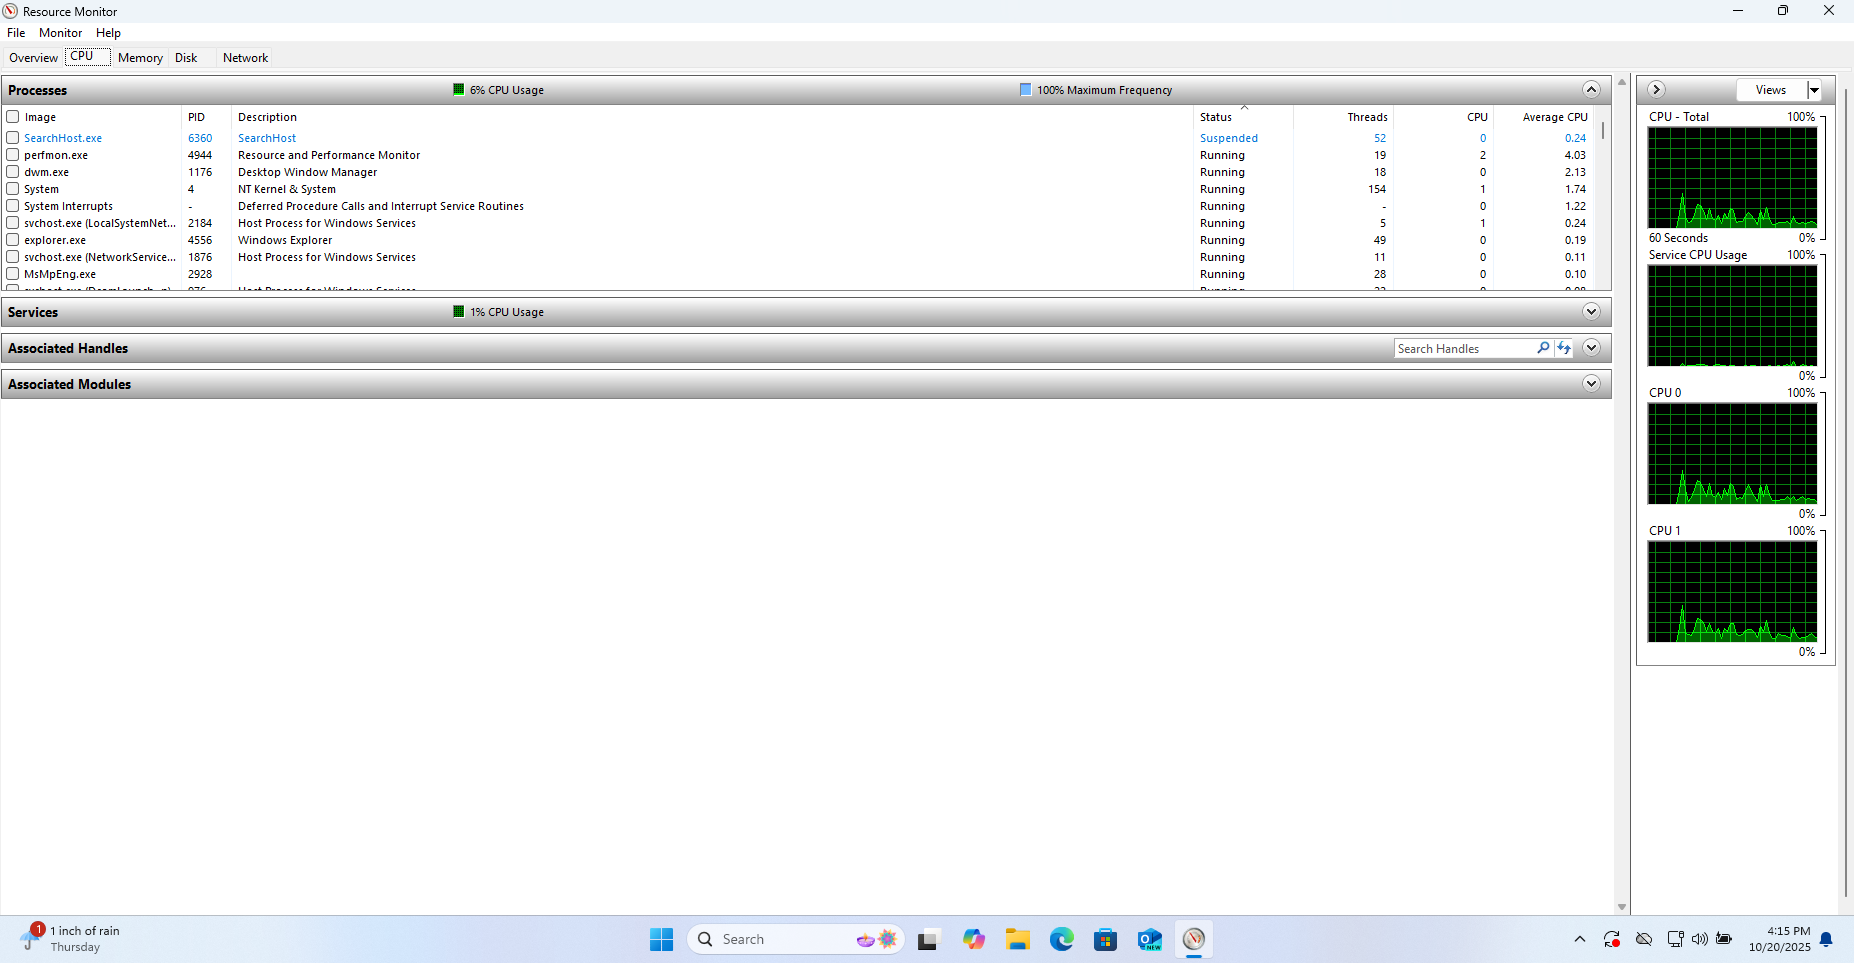 Resource Monitor
File Monitor Help
Overview CPU Memory Disk Network
Processes 6% CPU Usage 100% Maximum Frequency
Image PID Description Status Threads CPU Average CPU
SearchHost.exe 6360 SearchHost Suspended 52 0 0.24
perfmon.exe 4944 Resource and Performance Monitor Running 19 2 4.03
dwm.exe 1176 Desktop Window Manager Running 18 0 2.13
System 4 NT Kernel & System Running 154 1 1.74
System Interrupts - Deferred Procedure Calls and Interrupt Service Routines Running - 0 1.22
svchost.exe (LocalSystemNet... 2184 Host Process for Windows Services Running 5 1 0.24
explorer.exe 4556 Windows Explorer Running 49 0 0.19
svchost.exe (NetworkService... 1876 Host Process for Windows Services Running 11 0 0.11
MsMpEng.exe 2928 Running 28 0 0.10
Services 1% CPU Usage
Associated Handles Search Handles
Associated Modules
Views
CPU - Total 100%
60 Seconds 0%
Service CPU Usage 100%
0%
CPU 0 100%
0%
CPU 1 100%
0%
1 1 inch of rain
Thursday
Search
NEW
4:15 PM
10/20/2025